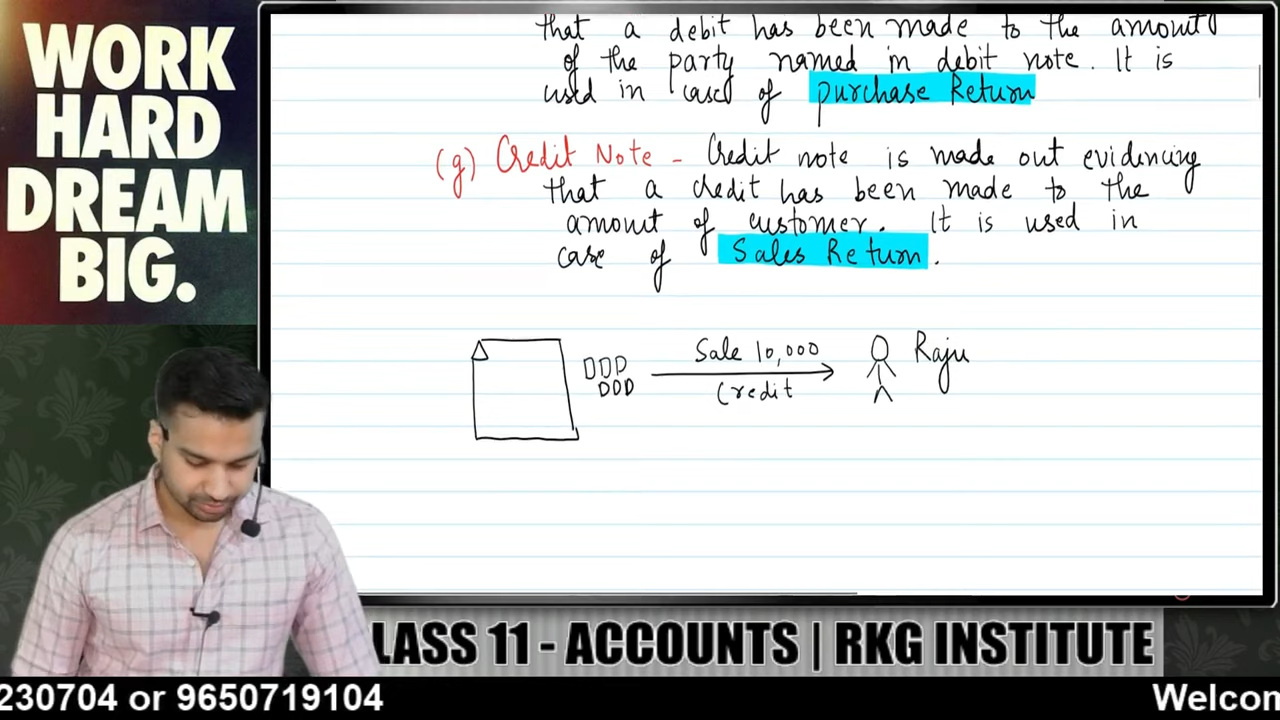 WORK
HARD
DREAM
BIG.
that a debit has been made to the amount
of the party named in debit note. It is
used in case of purchase Return
(g) Credit Note - Credit note is made out evidencing
that a credit has been made to the
amount of customer. It is used in
case of Sales Return.
Sale 10,000
Credit
Raju
LASS 11 - ACCOUNTS | RKG INSTITUTE
230704 or 9650719104
Welcom